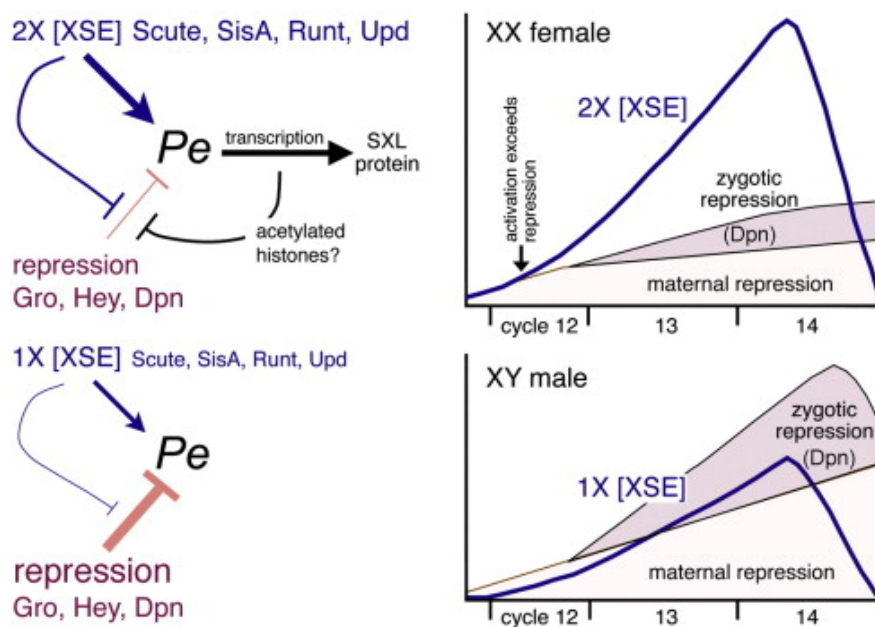 2X [XSE] Scute, SisA, Runt, Upd
Pe
transcription
SXL
protein
acetylated
histones?
repression
Gro, Hey, Dpn
XX female
2X [XSE]
activation exceeds
repression
zygotic
repression
(Dpn)
maternal repression
cycle 12
13
14
1X [XSE] Scute, SisA, Runt, Upd
Pe
repression
Gro, Hey, Dpn
XY male
zygotic
repression
(Dpn)
1X [XSE]
maternal repression
cycle 12
13
14